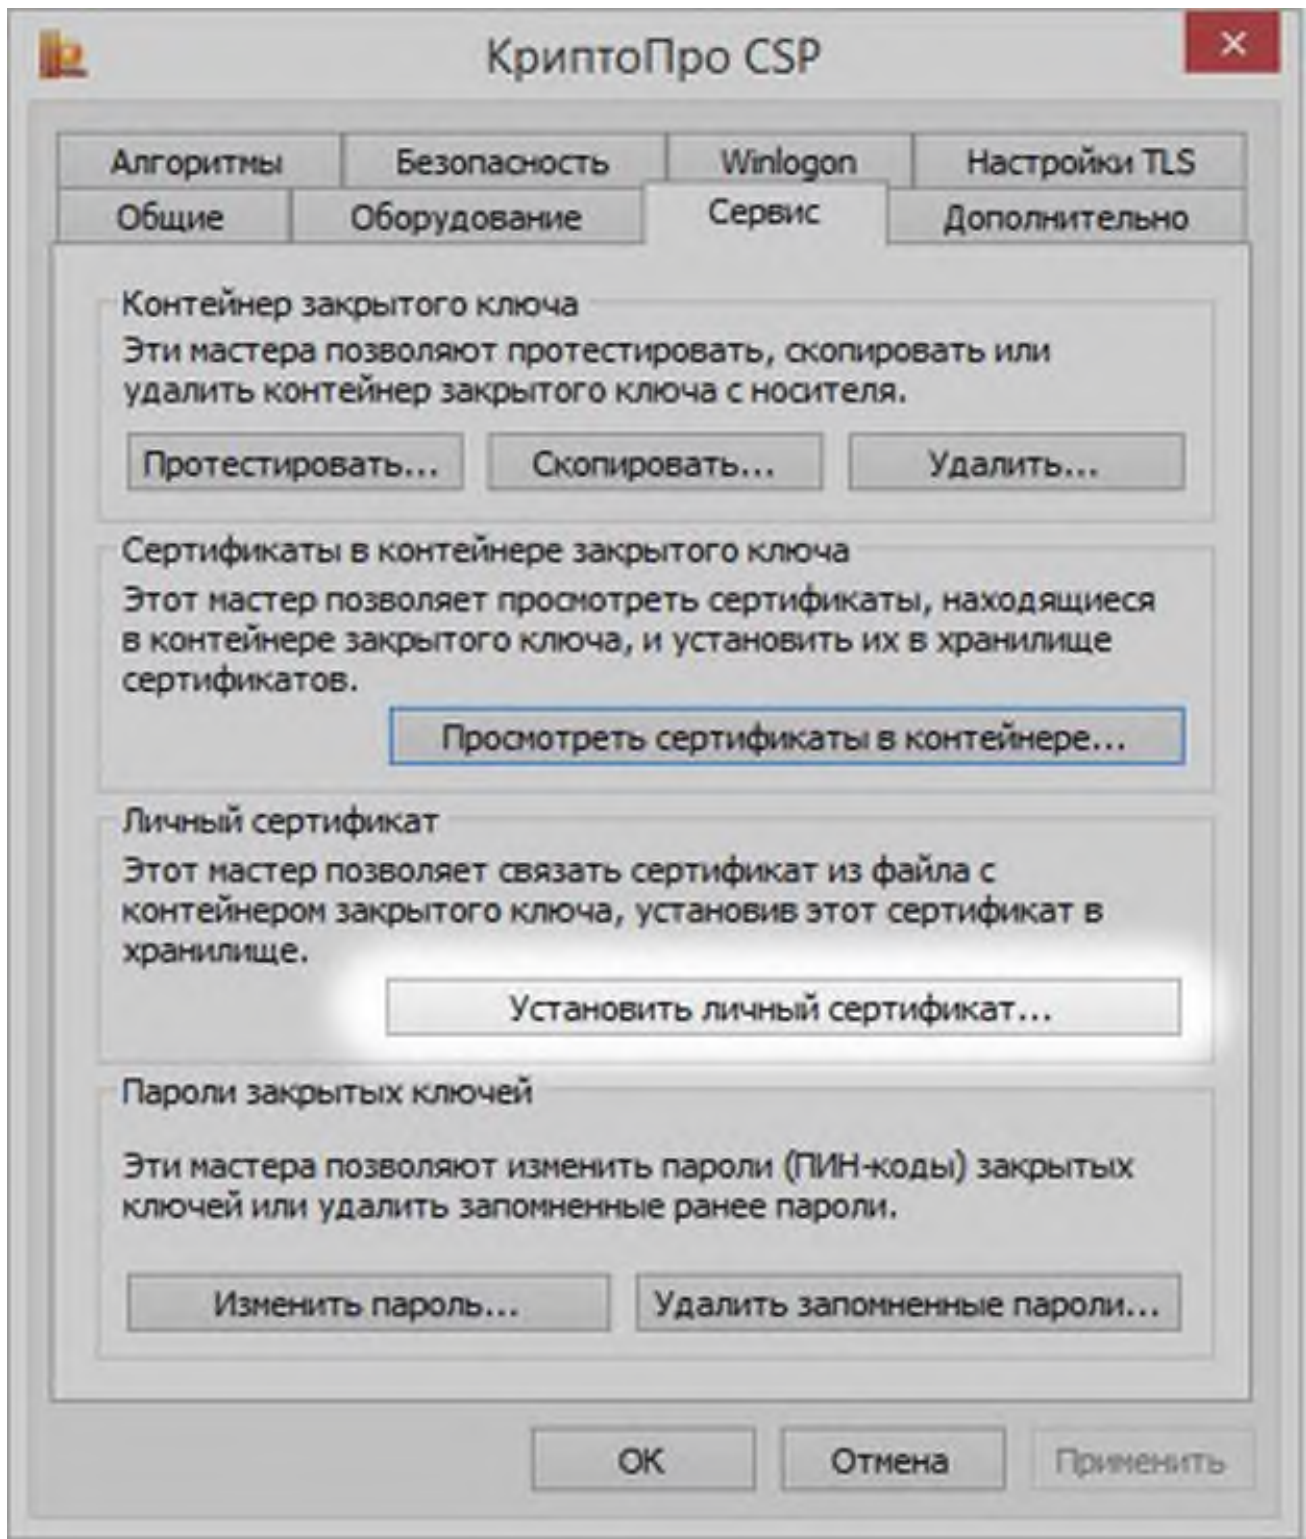 КриптоПро CSP
Алгоритмы Безопасность Winlogon Настройки TLS
Общие Оборудование Сервис Дополнительно
Контейнер закрытого ключа
Эти мастера позволяют протестировать, скопировать или
удалить контейнер закрытого ключа с носителя.
Протестировать... Скопировать... Удалить...
Сертификаты в контейнере закрытого ключа
Этот мастер позволяет просмотреть сертификаты, находящиеся
в контейнере закрытого ключа, и установить их в хранилище
сертификатов.
Просмотреть сертификаты в контейнере...
Личный сертификат
Этот мастер позволяет связать сертификат из файла с
контейнером закрытого ключа, установив этот сертификат в
хранилище.
Установить личный сертификат...
Пароли закрытых ключей
Эти мастера позволяют изменить пароли (ПИН-коды) закрытых
ключей или удалить запомненные ранее пароли.
Изменить пароль... Удалить запомненные пароли...
ОК Отмена Применить